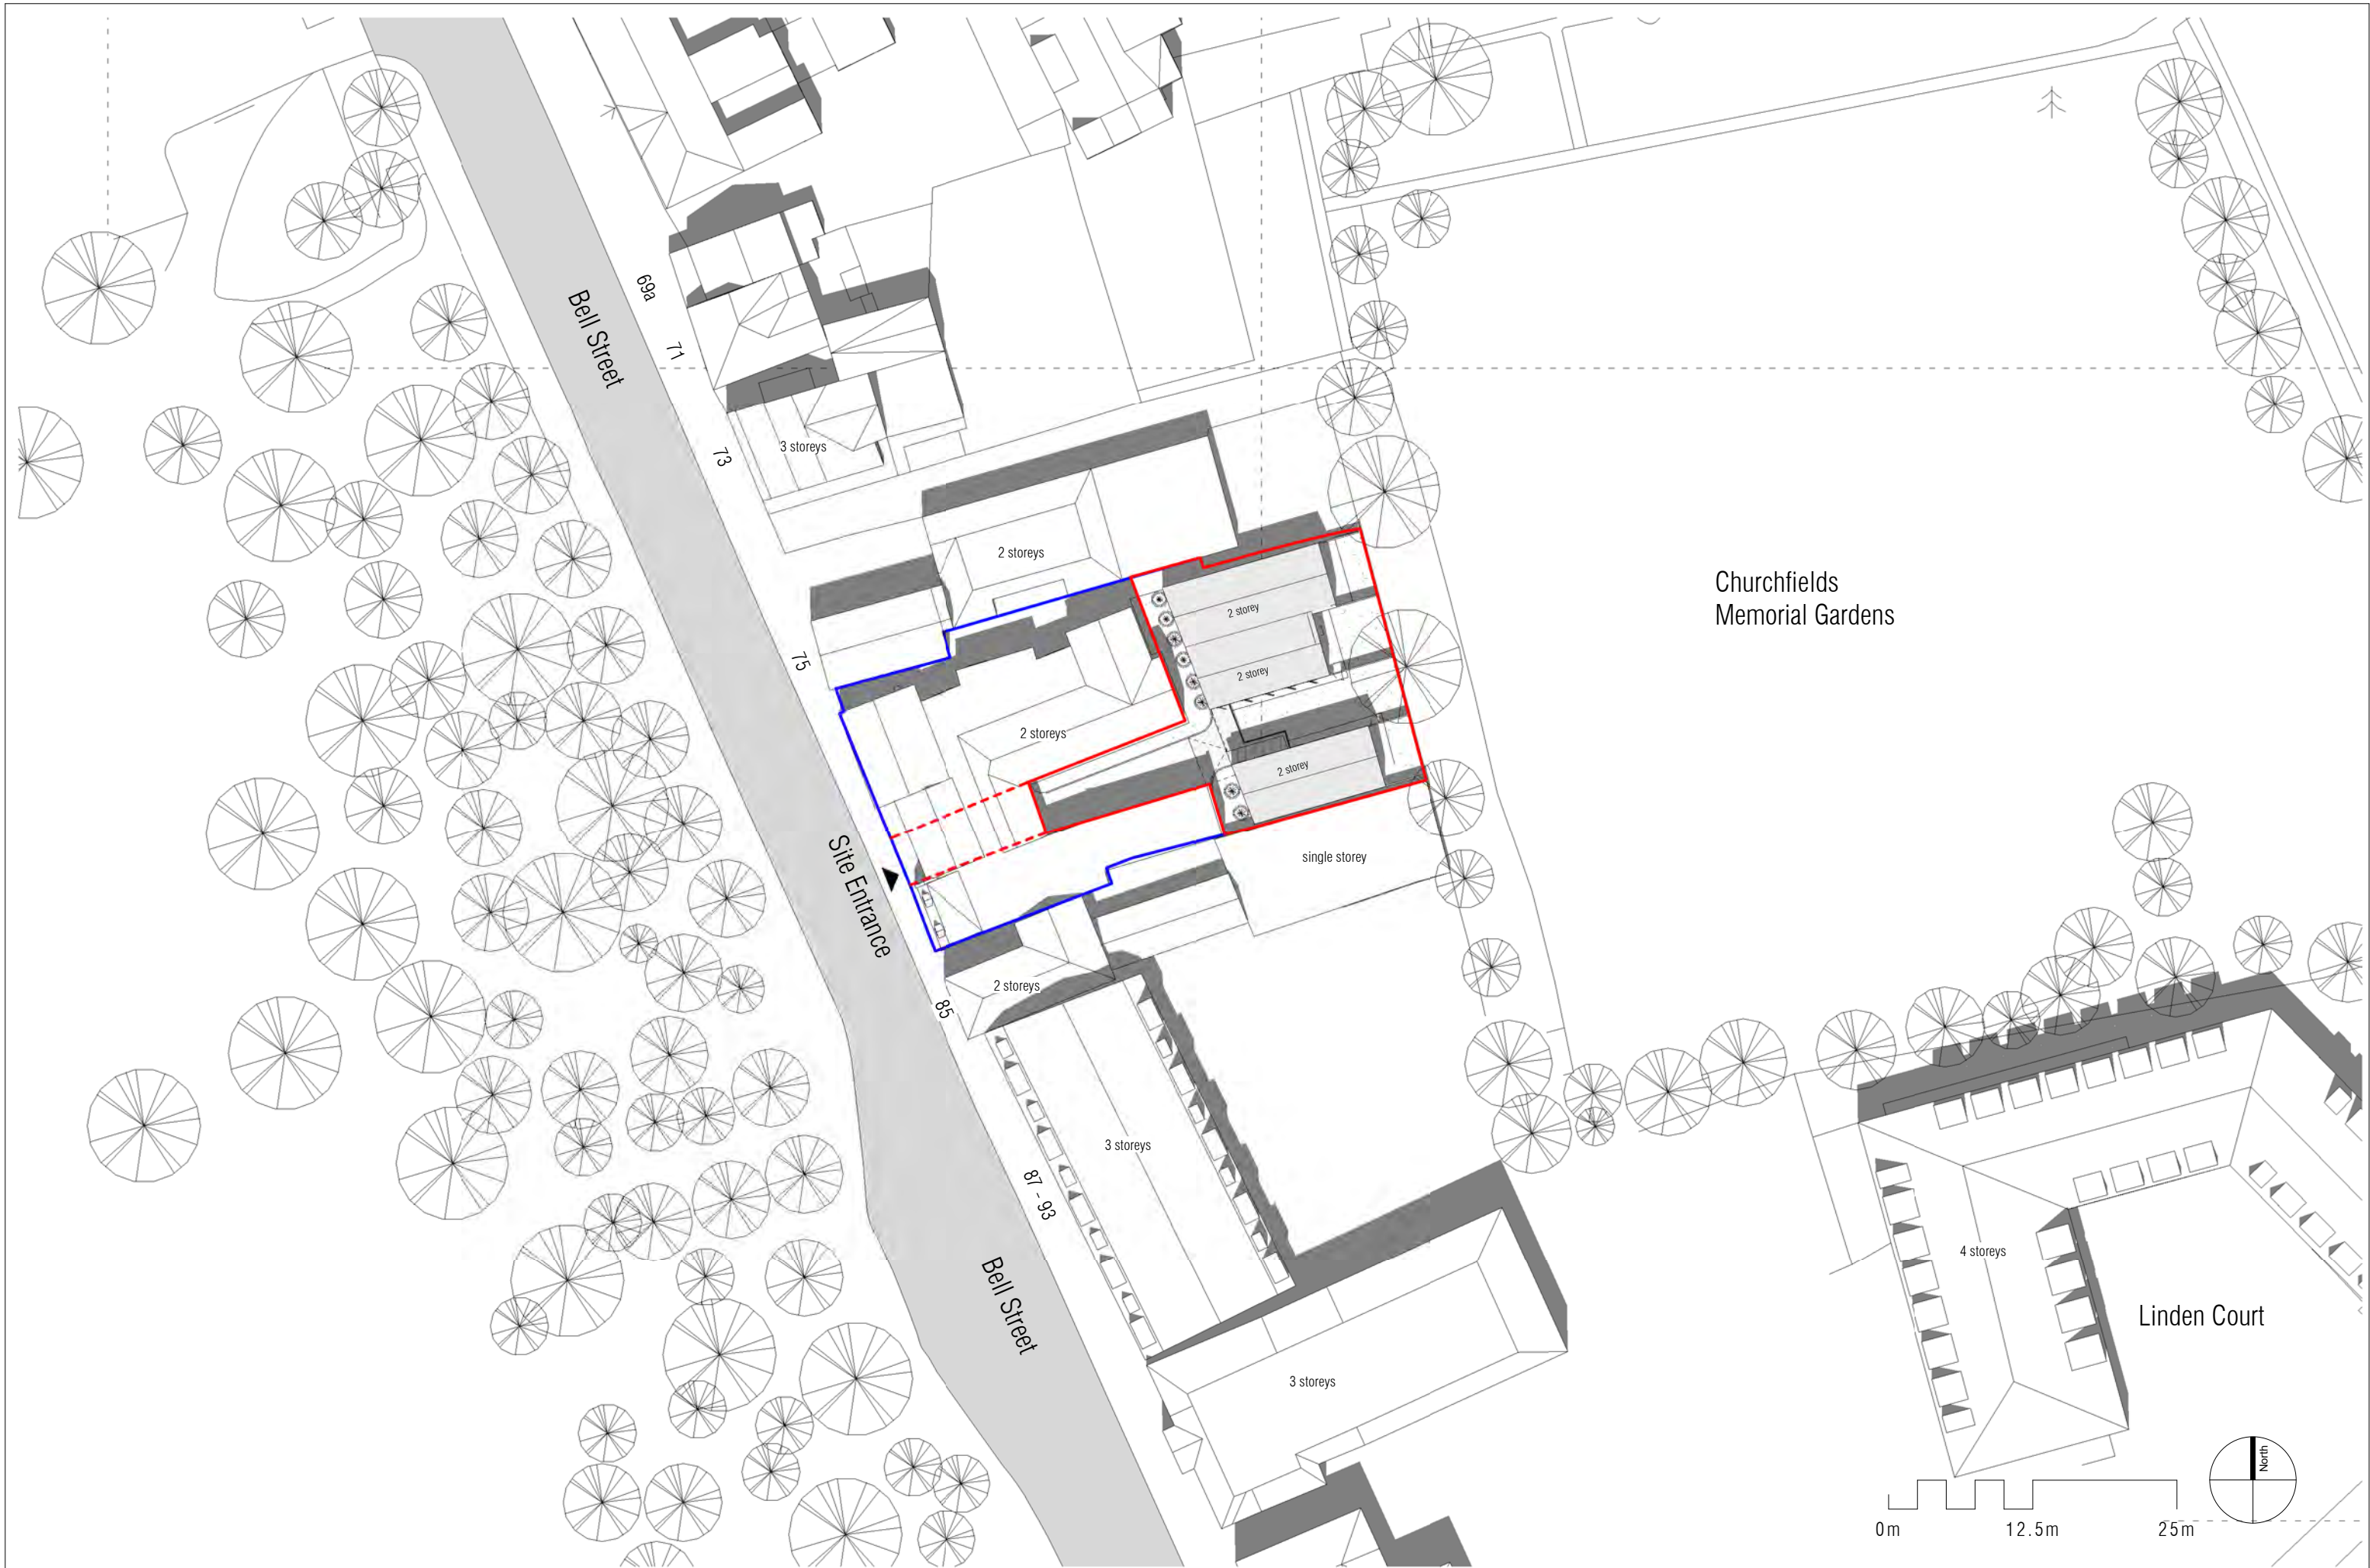 69a
Bell Street
71
73
3 storeys
2 storeys
75
2 storey
2 storey
2 storeys
2 storey
Churchfields
Memorial Gardens
Site Entrance
single storey
2 storeys
85
3 storeys
87 - 93
Bell Street
4 storeys
Linden Court
3 storeys
North
0m
12.5m
25m